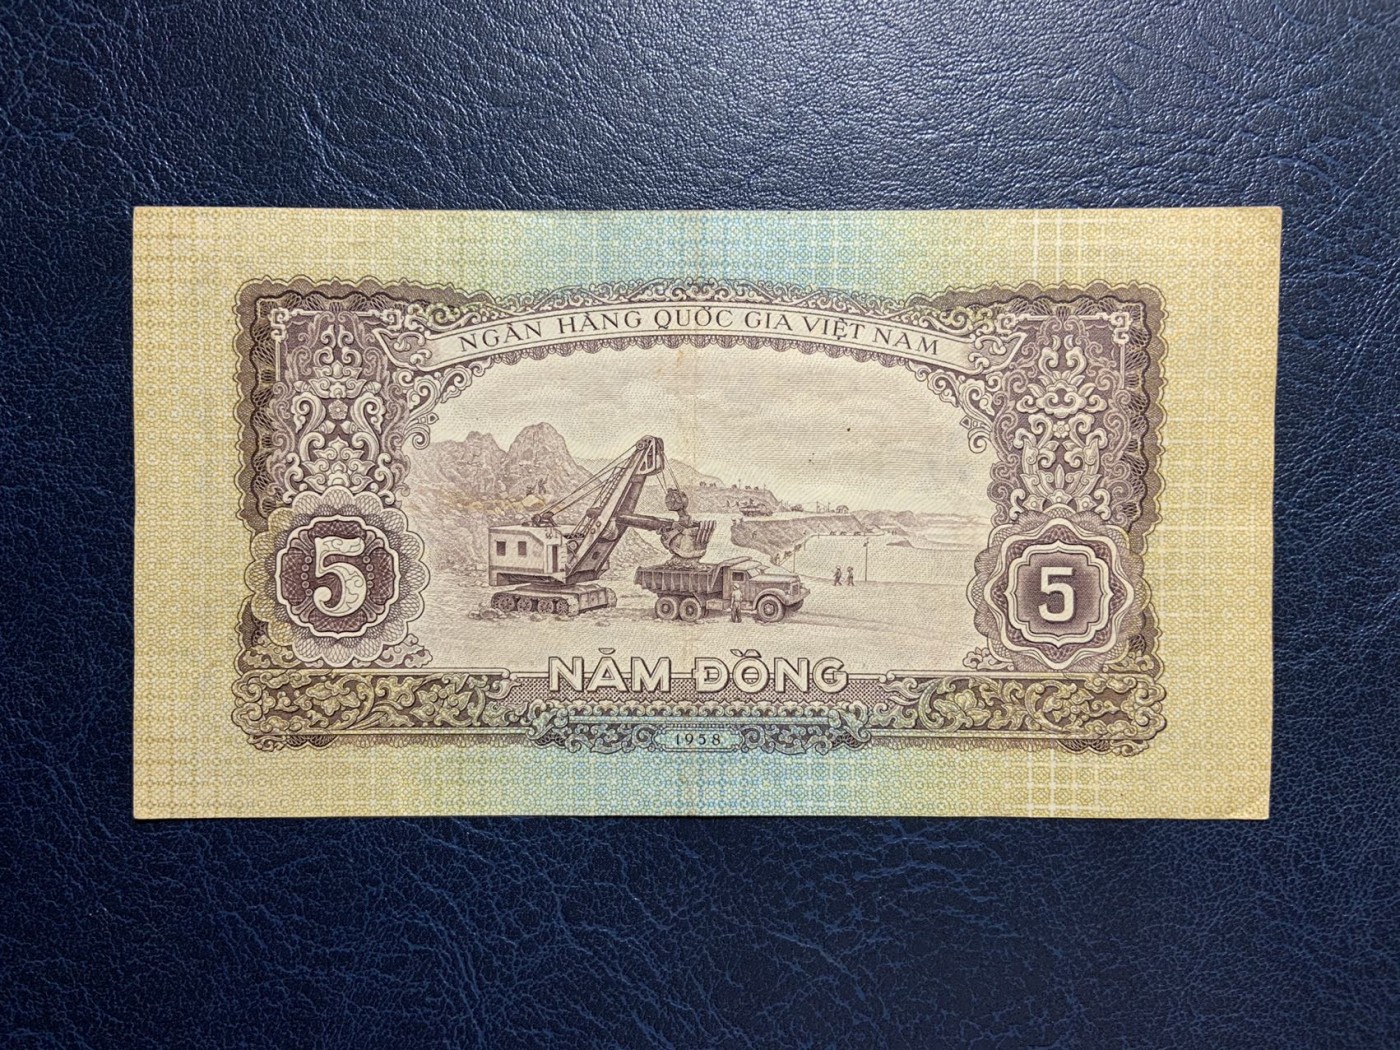 NGÂN HÀNG QUỐC GIA VIỆT NAM
5
5
NĂM ĐỒNG
1958